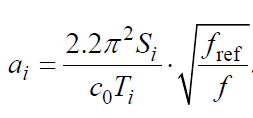 $a_i = \frac{2.2\pi^2 S_i}{c_0 T_i} \cdot \sqrt{\frac{f_{\text{ref}}}{f}}.$